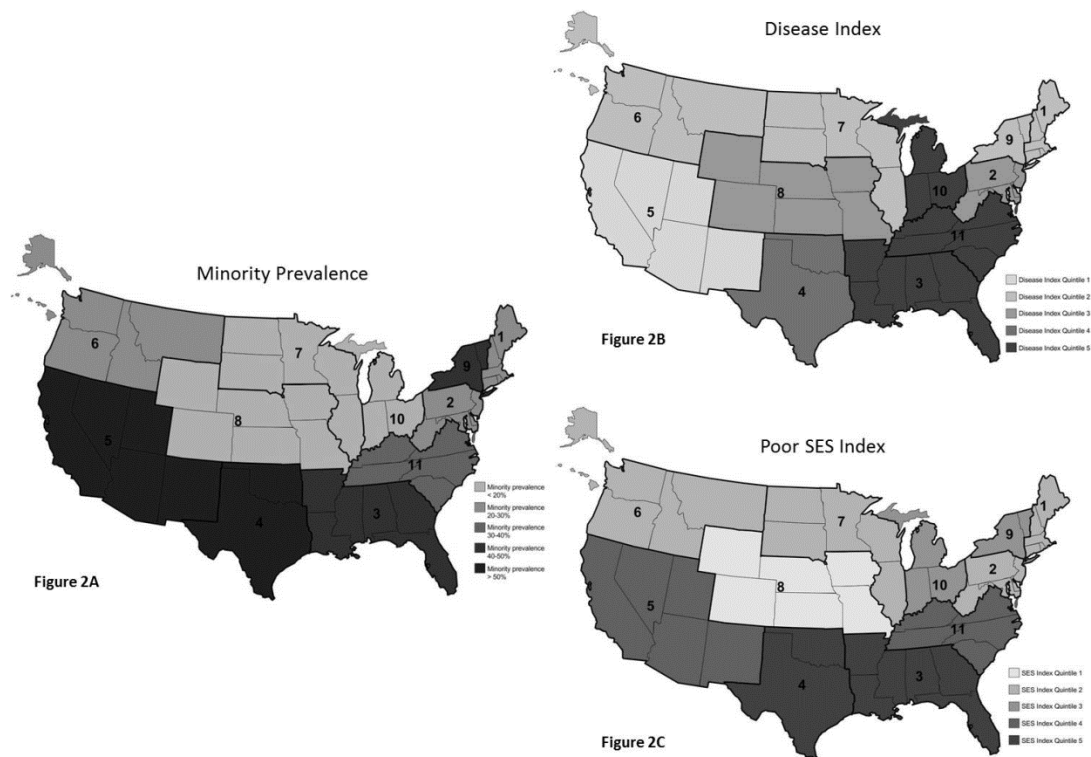 Minority Prevalence
1
2
3
4
5
6
7
8
9
10
11
Minority prevalence
< 20%
Minority prevalence
20-30%
Minority prevalence
30-40%
Minority prevalence
40-50%
Minority prevalence
> 50%
Figure 2A
Disease Index
1
2
3
4
5
6
7
8
9
10
11
Disease Index Quintile 1
Disease Index Quintile 2
Disease Index Quintile 3
Disease Index Quintile 4
Disease Index Quintile 5
Figure 2B
Poor SES Index
1
2
3
4
5
6
7
8
9
10
11
SES Index Quintile 1
SES Index Quintile 2
SES Index Quintile 3
SES Index Quintile 4
SES Index Quintile 5
Figure 2C